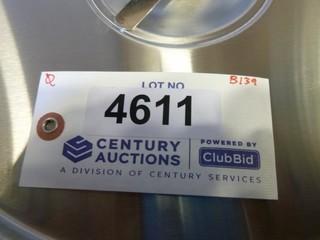 LOT NO
B139
4611
CENTURY
AUCTIONS
POWERED BY
ClubBid
A DIVISION OF CENTURY SERVICES